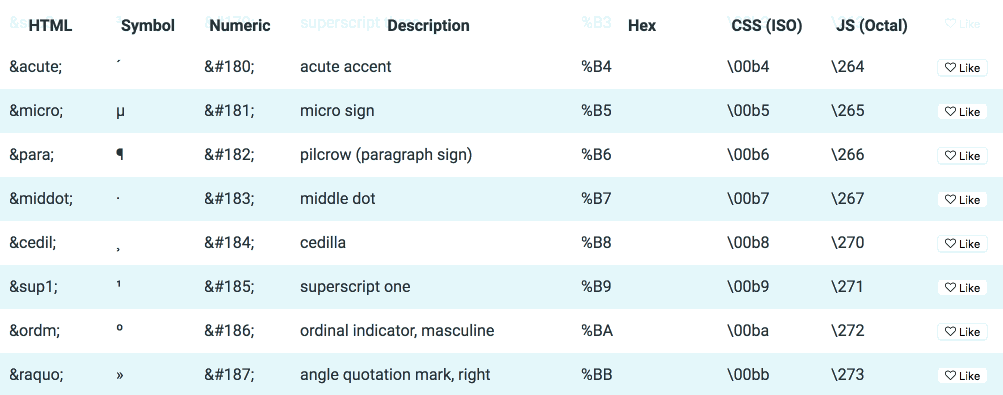 HTML Symbol Numeric Description Hex CSS (ISO) JS (Octal)
&acute; ´ &#180; acute accent %B4 \00b4 \264 Like
&micro; µ &#181; micro sign %B5 \00b5 \265 Like
&para; ¶ &#182; pilcrow (paragraph sign) %B6 \00b6 \266 Like
&middot; · &#183; middle dot %B7 \00b7 \267 Like
&cedil; ¸ &#184; cedilla %B8 \00b8 \270 Like
&sup1; ¹ &#185; superscript one %B9 \00b9 \271 Like
&ordm; º &#186; ordinal indicator, masculine %BA \00ba \272 Like
&raquo; » &#187; angle quotation mark, right %BB \00bb \273 Like